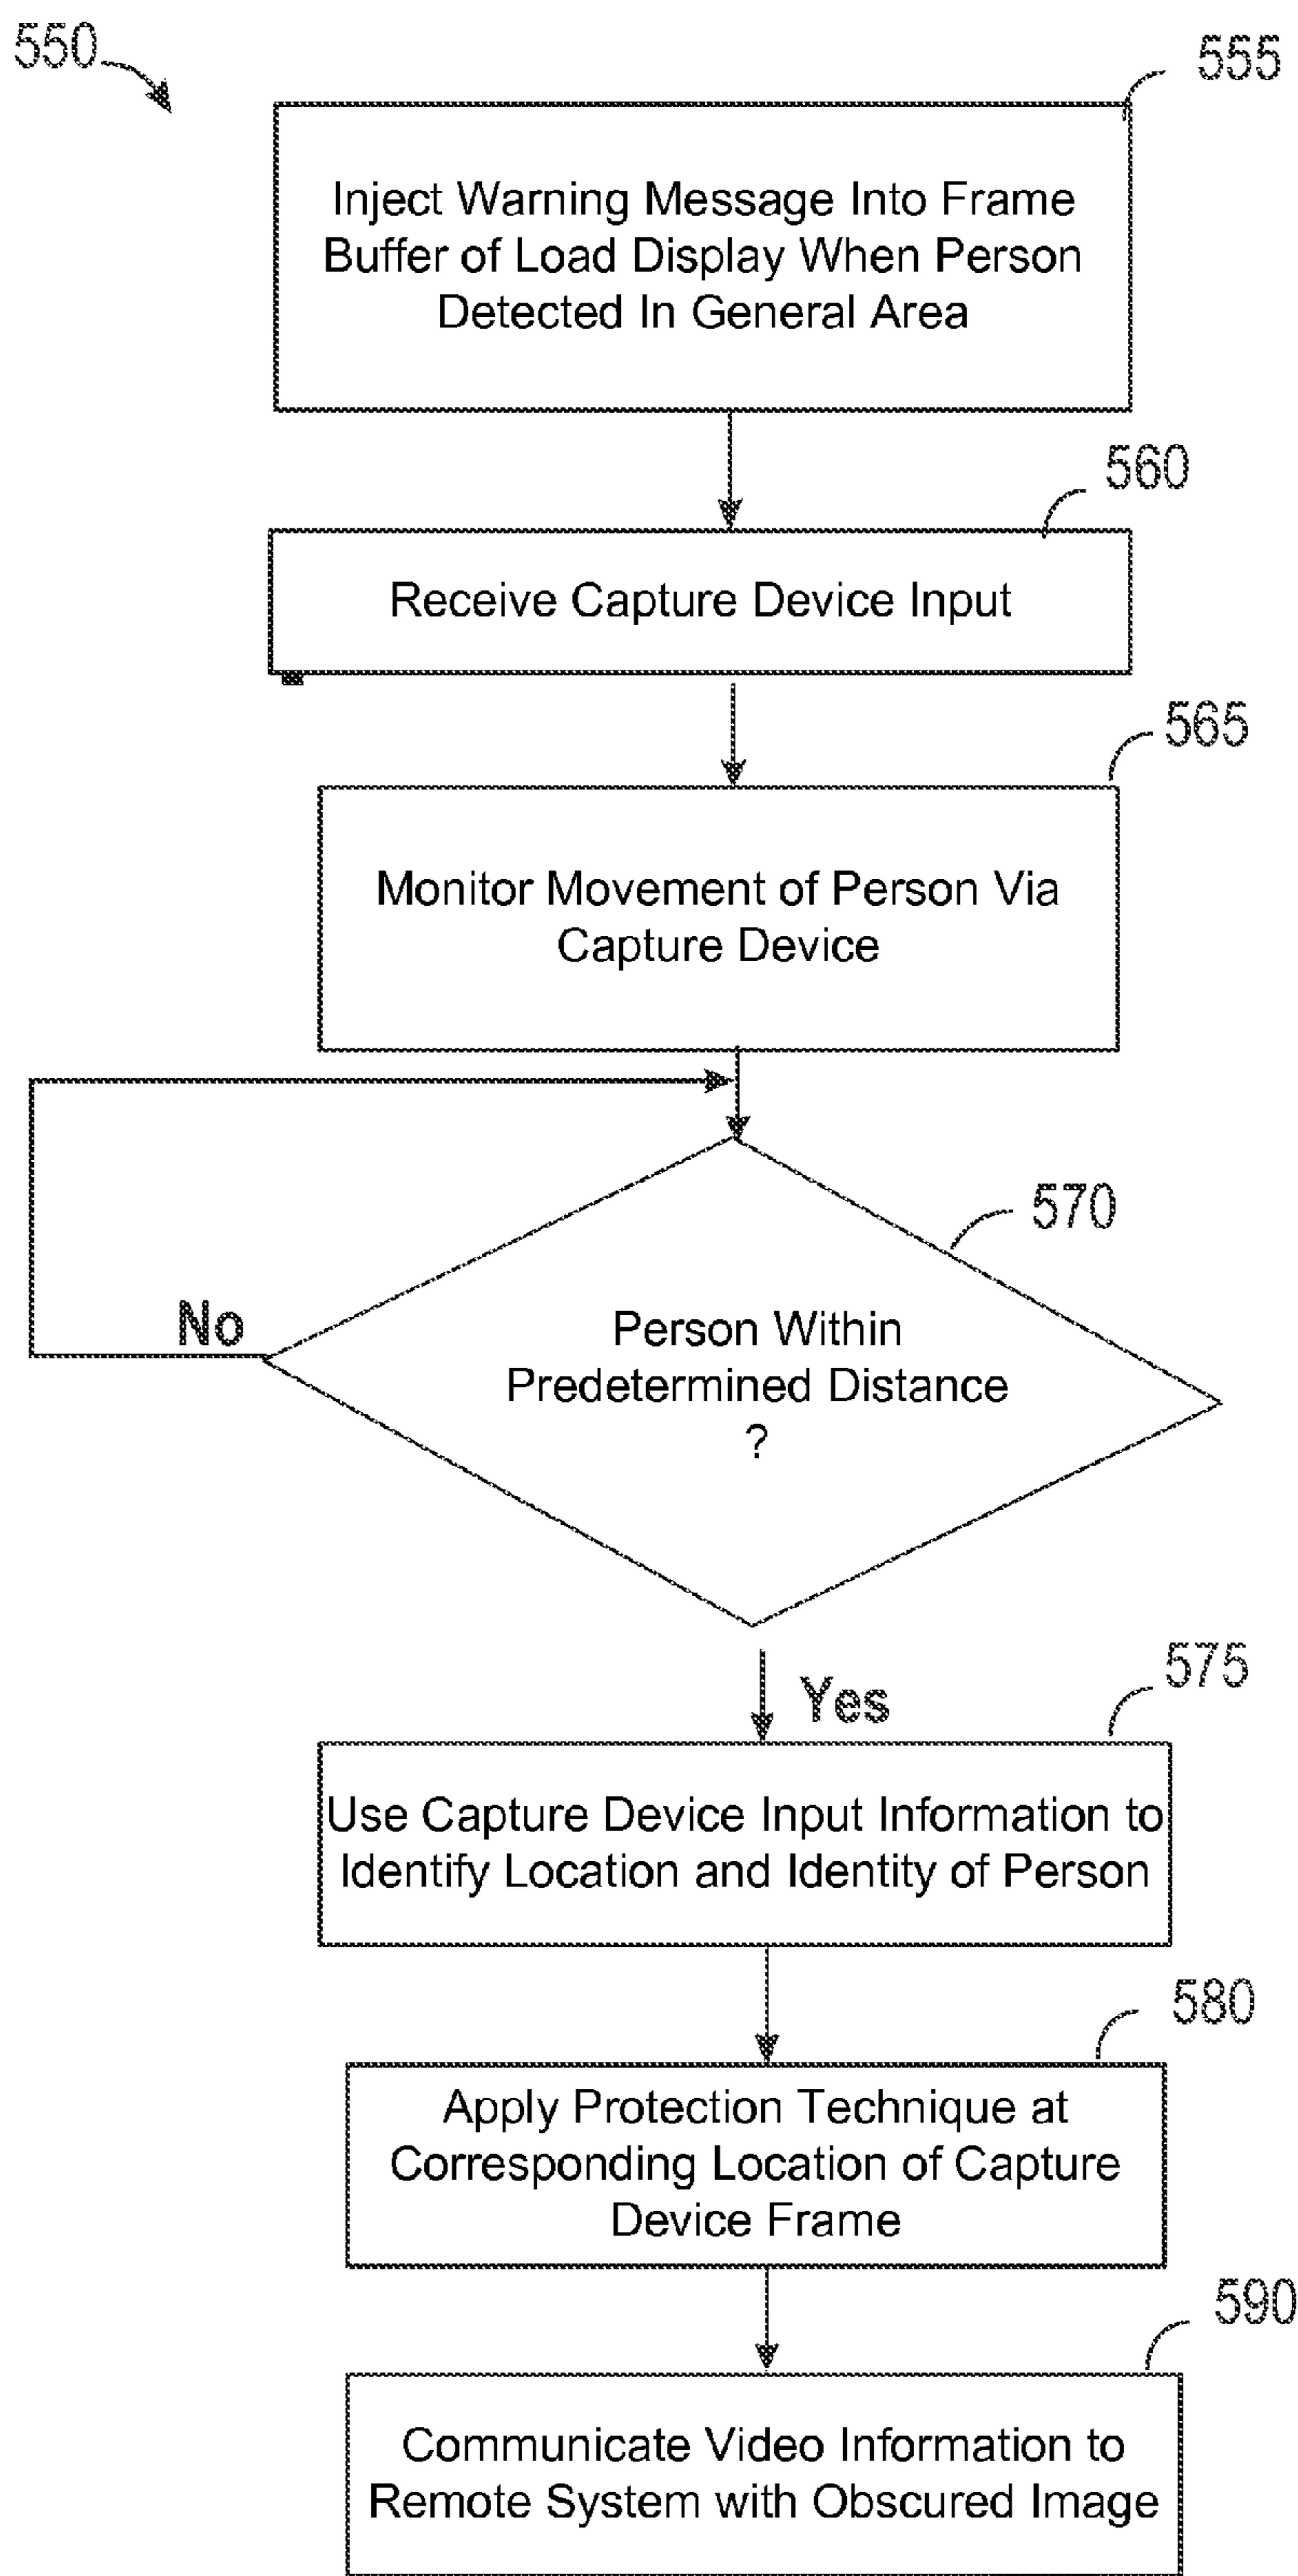 550
555
Inject Warning Message Into Frame
Buffer of Load Display When Person
Detected In General Area
560
Receive Capture Device Input
565
Monitor Movement of Person Via
Capture Device
570
No
Person Within
Predetermined Distance
?
Yes
575
Use Capture Device Input Information to
Identify Location and Identity of Person
580
Apply Protection Technique at
Corresponding Location of Capture
Device Frame
590
Communicate Video Information to
Remote System with Obscured Image